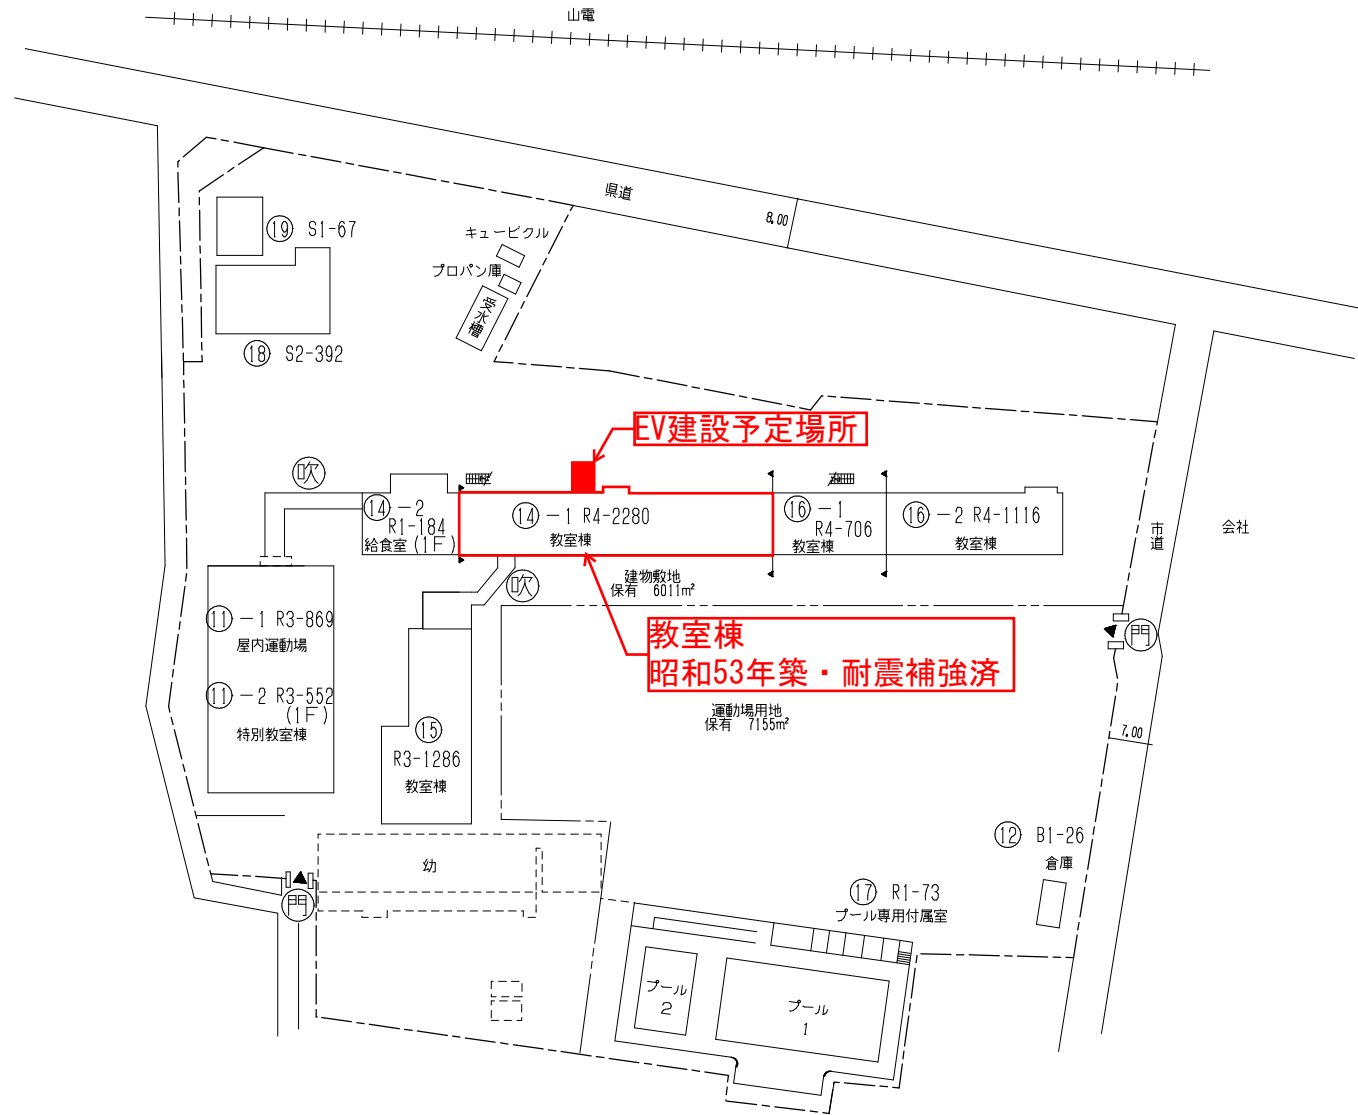 山電
県道
8.00
⑲ S1-67
キュービクル
プロパン庫
受水槽
⑱ S2-392
EV建設予定場所
吹
⑭-2
R1-184
給食室(1F)
⑭-1 R4-2280
教室棟
⑯-1
R4-706
教室棟
⑯-2 R4-1116
教室棟
市道
会社
建物敷地
保有 6011㎡
吹
⑪-1 R3-869
屋内運動場
教室棟
昭和53年築・耐震補強済
門
⑪-2 R3-552
(1F)
特別教室棟
運動場用地
保有 7155㎡
7.00
⑮
R3-1286
教室棟
⑫ B1-26
倉庫
幼
門
⑰ R1-73
プール専用付属室
プール
2
プール
1